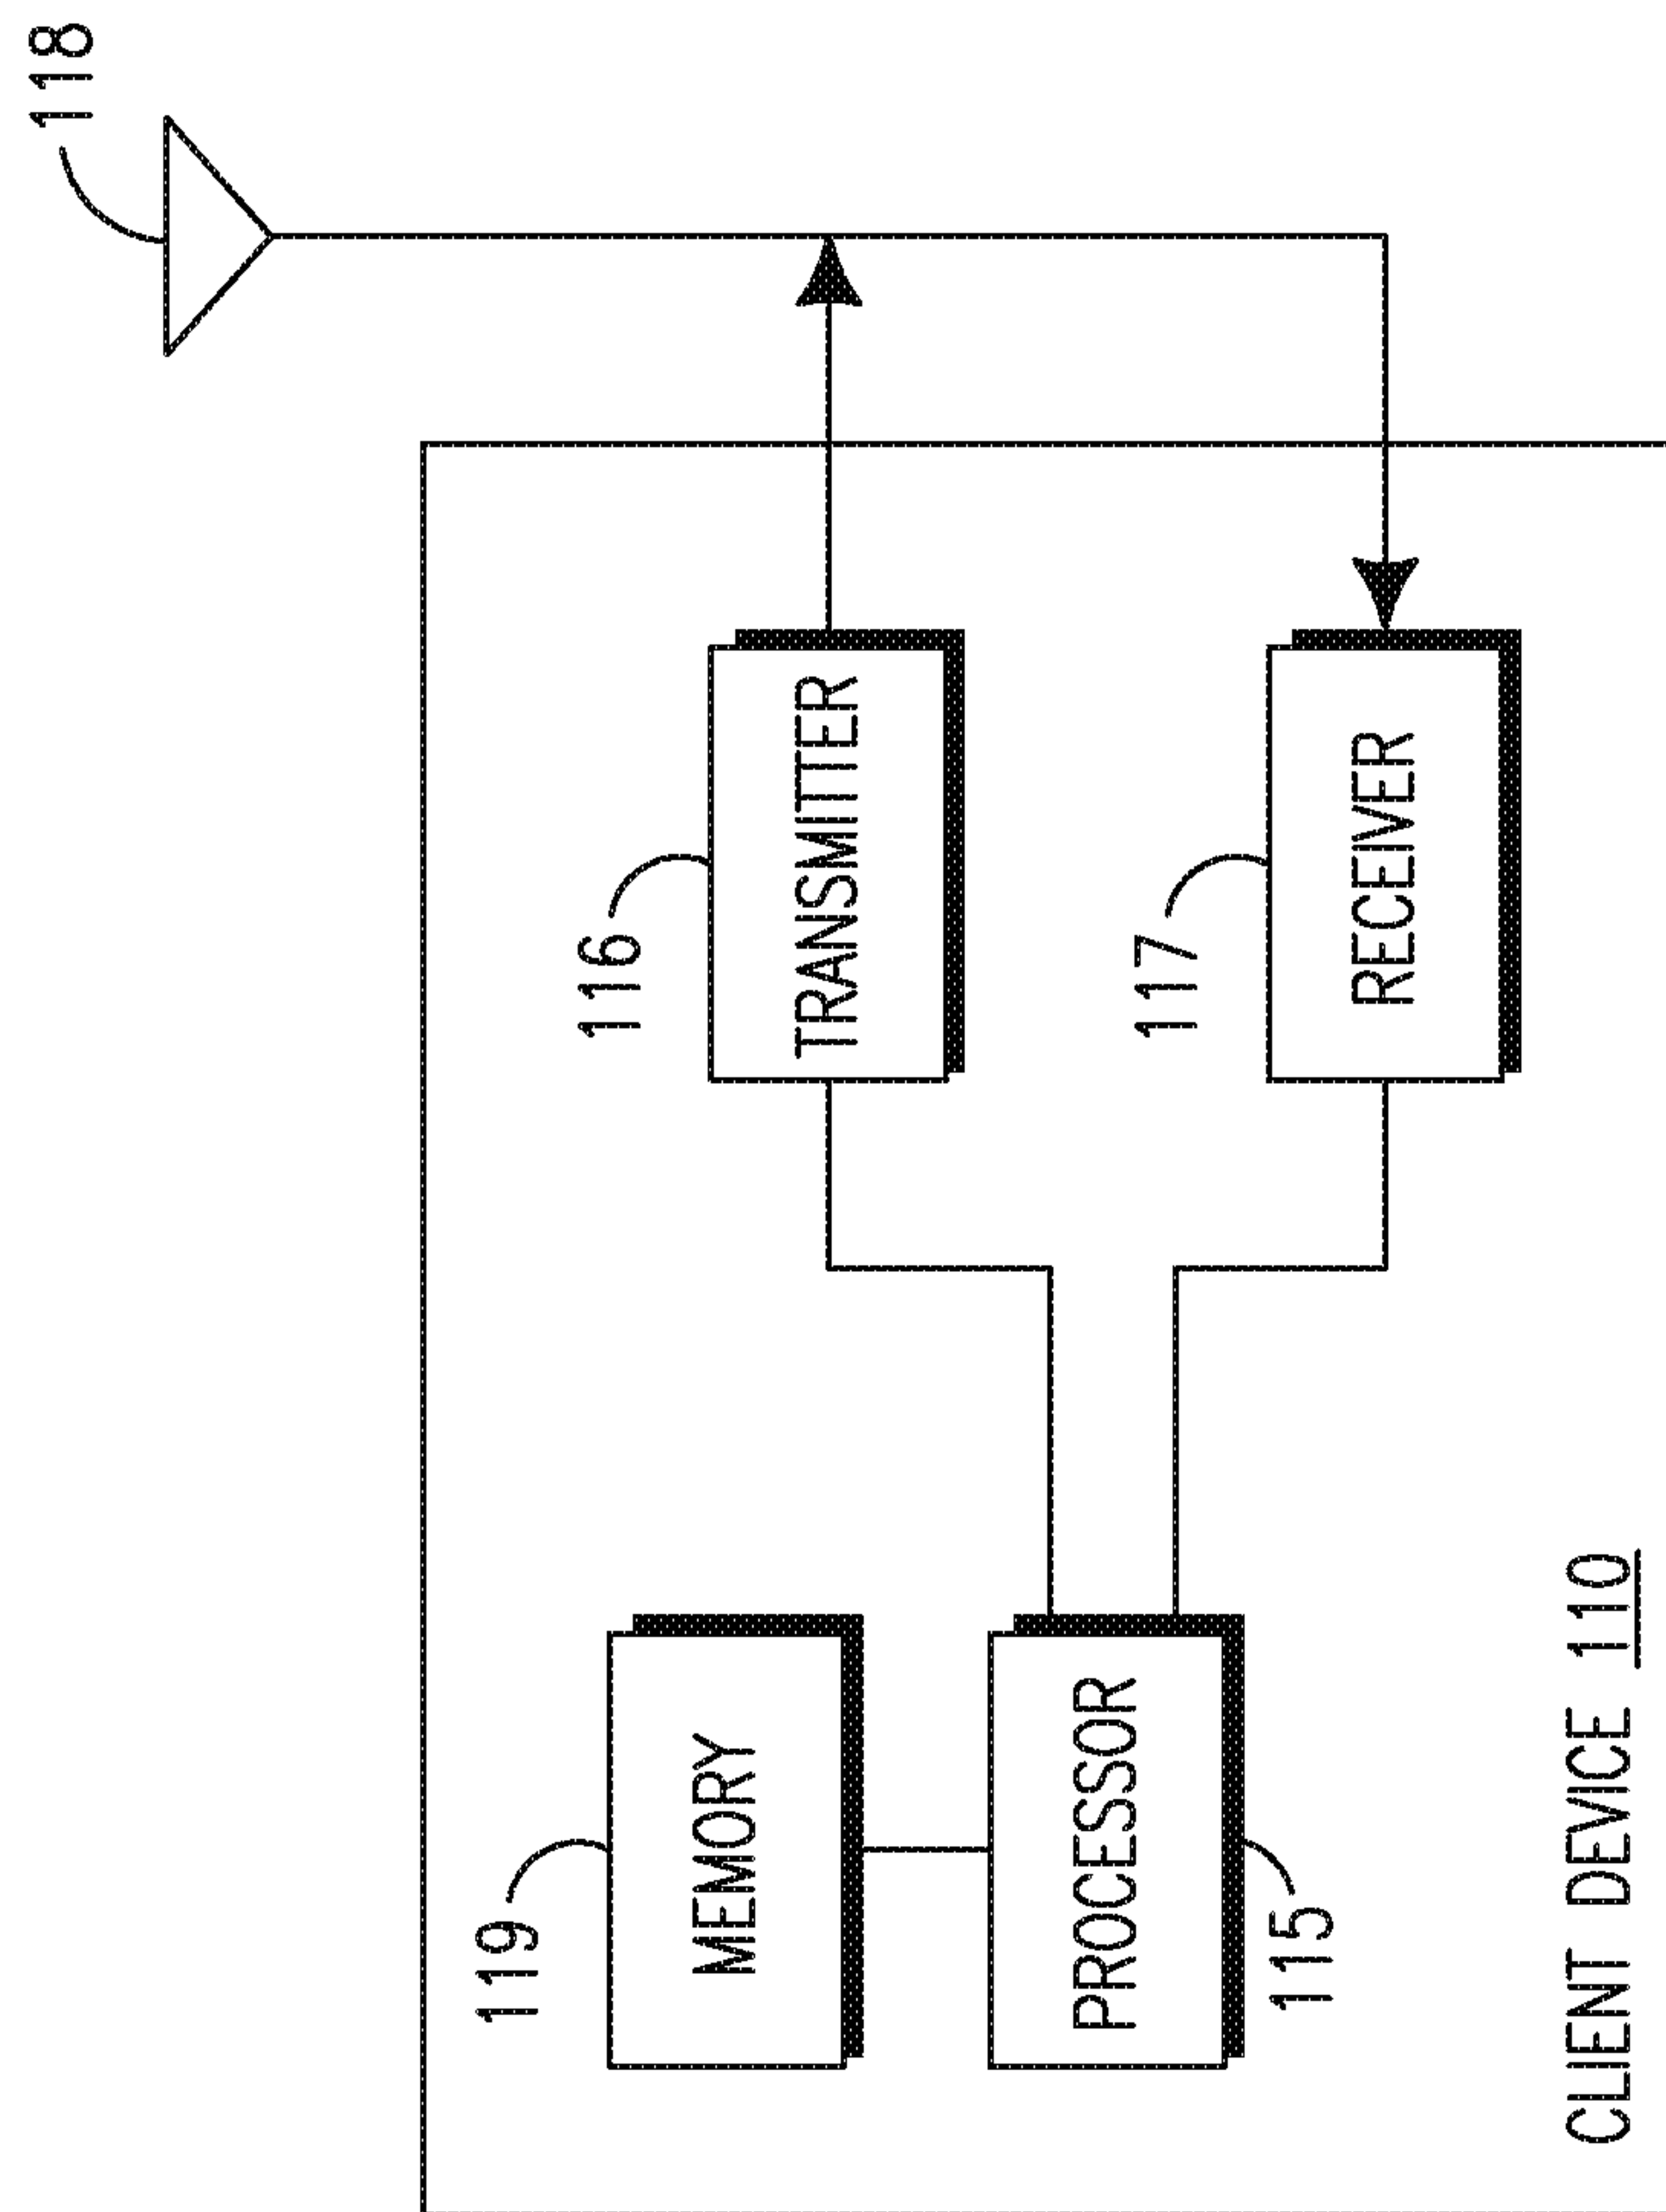 118
116
TRANSMITTER
117
RECEIVER
119
MEMORY
PROCESSOR
115
CLIENT DEVICE 110